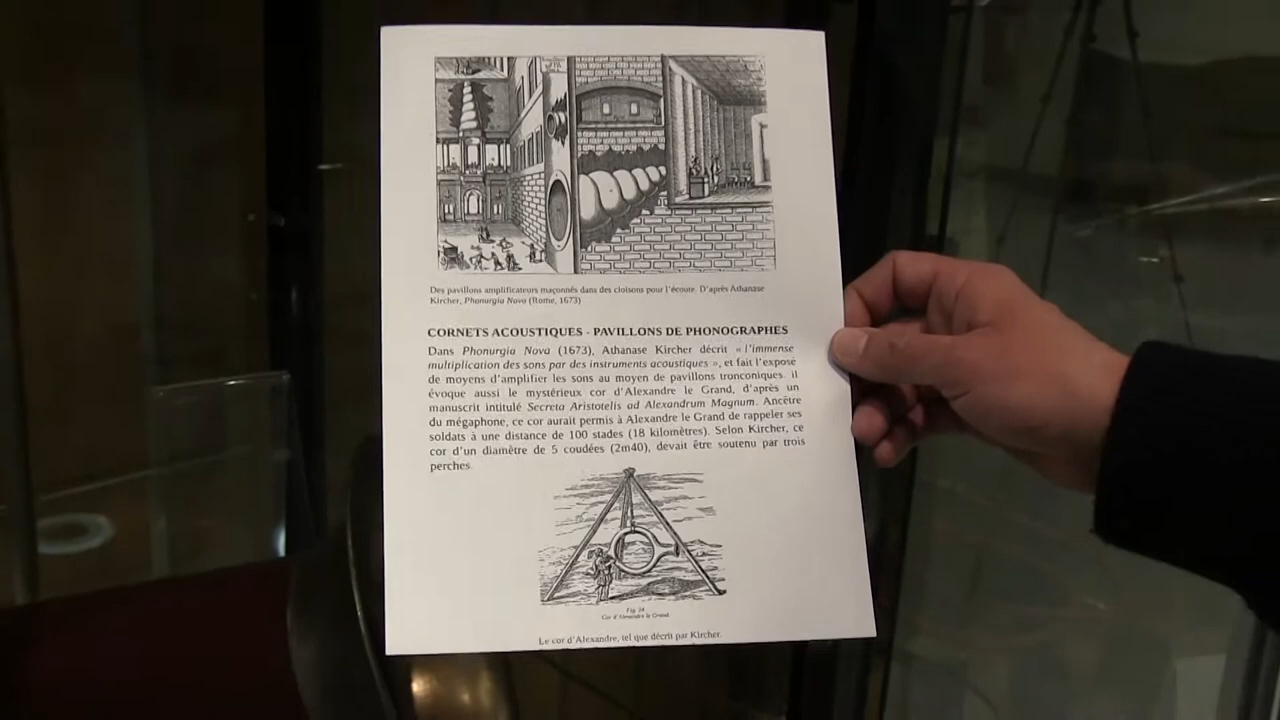 Des pavillons amplificateurs maçonnés dans des cloisons pour l'écoute. D'après Athanase
Kircher, Phonurgia Nova (Rome, 1673)
CORNETS ACOUSTIQUES - PAVILLONS DE PHONOGRAPHES
Dans Phonurgia Nova (1673), Athanase Kircher décrit « l'immense
multiplication des sons par des instruments acoustiques », et fait l'exposé
de moyens d'amplifier les sons au moyen de pavillons tronconiques. il
évoque aussi le mystérieux cor d'Alexandre le Grand, d'après un
manuscrit intitulé Secreta Aristotelis ad Alexandrum Magnum. Ancêtre
du mégaphone, ce cor aurait permis à Alexandre le Grand de rappeler ses
soldats à une distance de 100 stades (18 kilomètres). Selon Kircher, ce
cor d'un diamètre de 5 coudées (2m40), devait être soutenu par trois
perches.
Fig. 24
Cor d'Alexandre le Grand.
Le cor d'Alexandre, tel que décrit par Kircher.